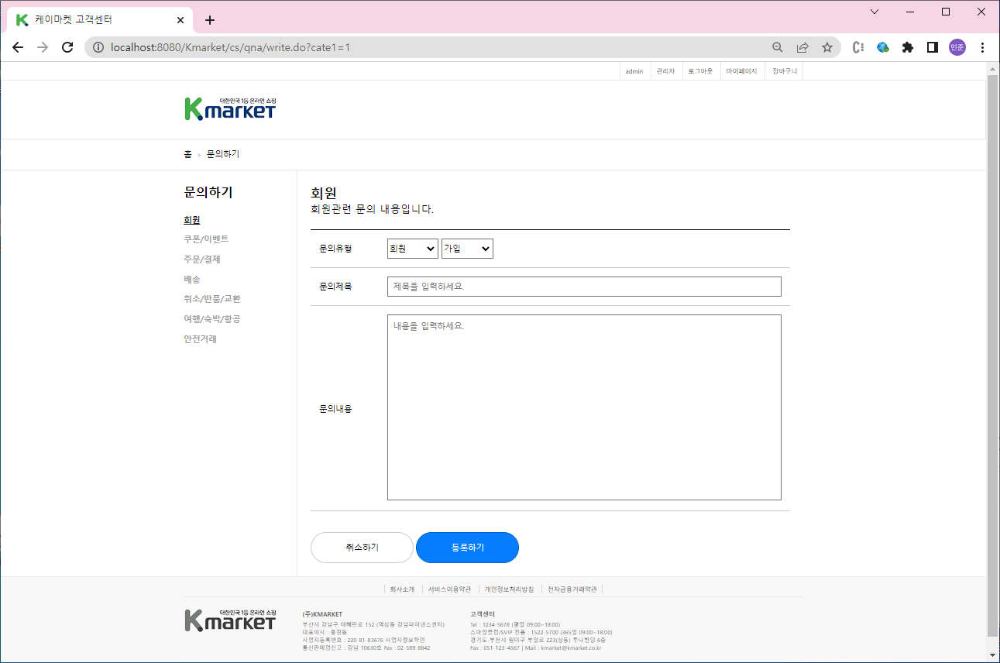 케이마켓 고객센터
localhost:8080/Kmarket/cs/qna/write.do?cate1=1
민준
admin 관리자 로그아웃 마이페이지 장바구니
대한민국 1등 온라인 쇼핑
Kmarket
홈 > 문의하기
문의하기
회원
쿠폰/이벤트
주문/결제
배송
취소/반품/교환
여행/숙박/항공
안전거래
회원
회원관련 문의 내용입니다.
문의유형 회원 가입
문의제목 제목을 입력하세요.
문의내용 내용을 입력하세요.
취소하기 등록하기
회사소개 서비스이용약관 개인정보처리방침 전자금융거래약관
대한민국 1등 온라인 쇼핑
Kmarket
(주)KMARKET
부산시 강남구 테헤란로 152 (역삼동 강남파이낸스센터)
대표이사 : 홍길동
사업자등록번호 : 220-81-83676 사업자정보확인
통신판매업신고 : 강남 10630호 Fax : 02-589-8842
고객센터
Tel : 1234-5678 (평일 09:00~18:00)
스마일클럽/SVIP 전용 : 1522-5700 (365일 09:00~18:00)
경기도 부천시 원미구 부일로 223(상동) 투나빌딩 6층
Fax : 051-123-4567 | Mail : kmarket@kmarket.co.kr